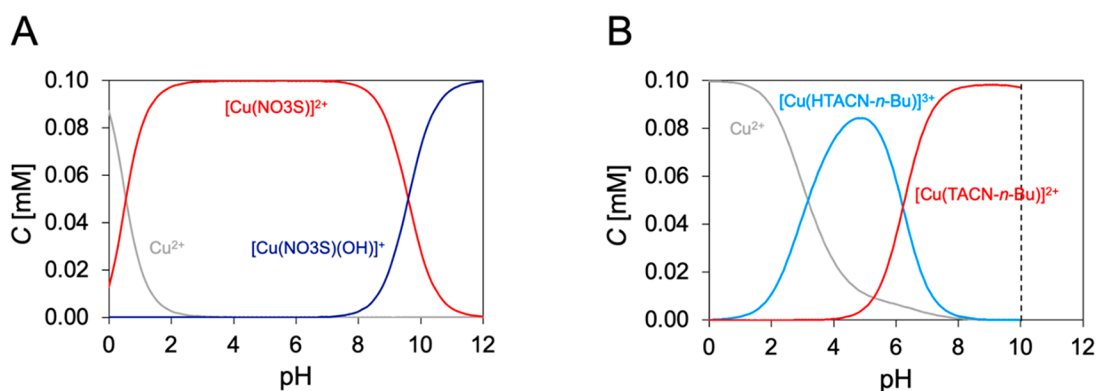 A
C [mM]
0.10
0.08
0.06
0.04
0.02
0.00
[Cu(NO3S)]²⁺
Cu²⁺
[Cu(NO3S)(OH)]⁺
0 2 4 6 8 10 12
pH
B
C [mM]
0.10
0.08
0.06
0.04
0.02
0.00
[Cu(HTACN-n-Bu)]³⁺
Cu²⁺
[Cu(TACN-n-Bu)]²⁺
0 2 4 6 8 10 12
pH